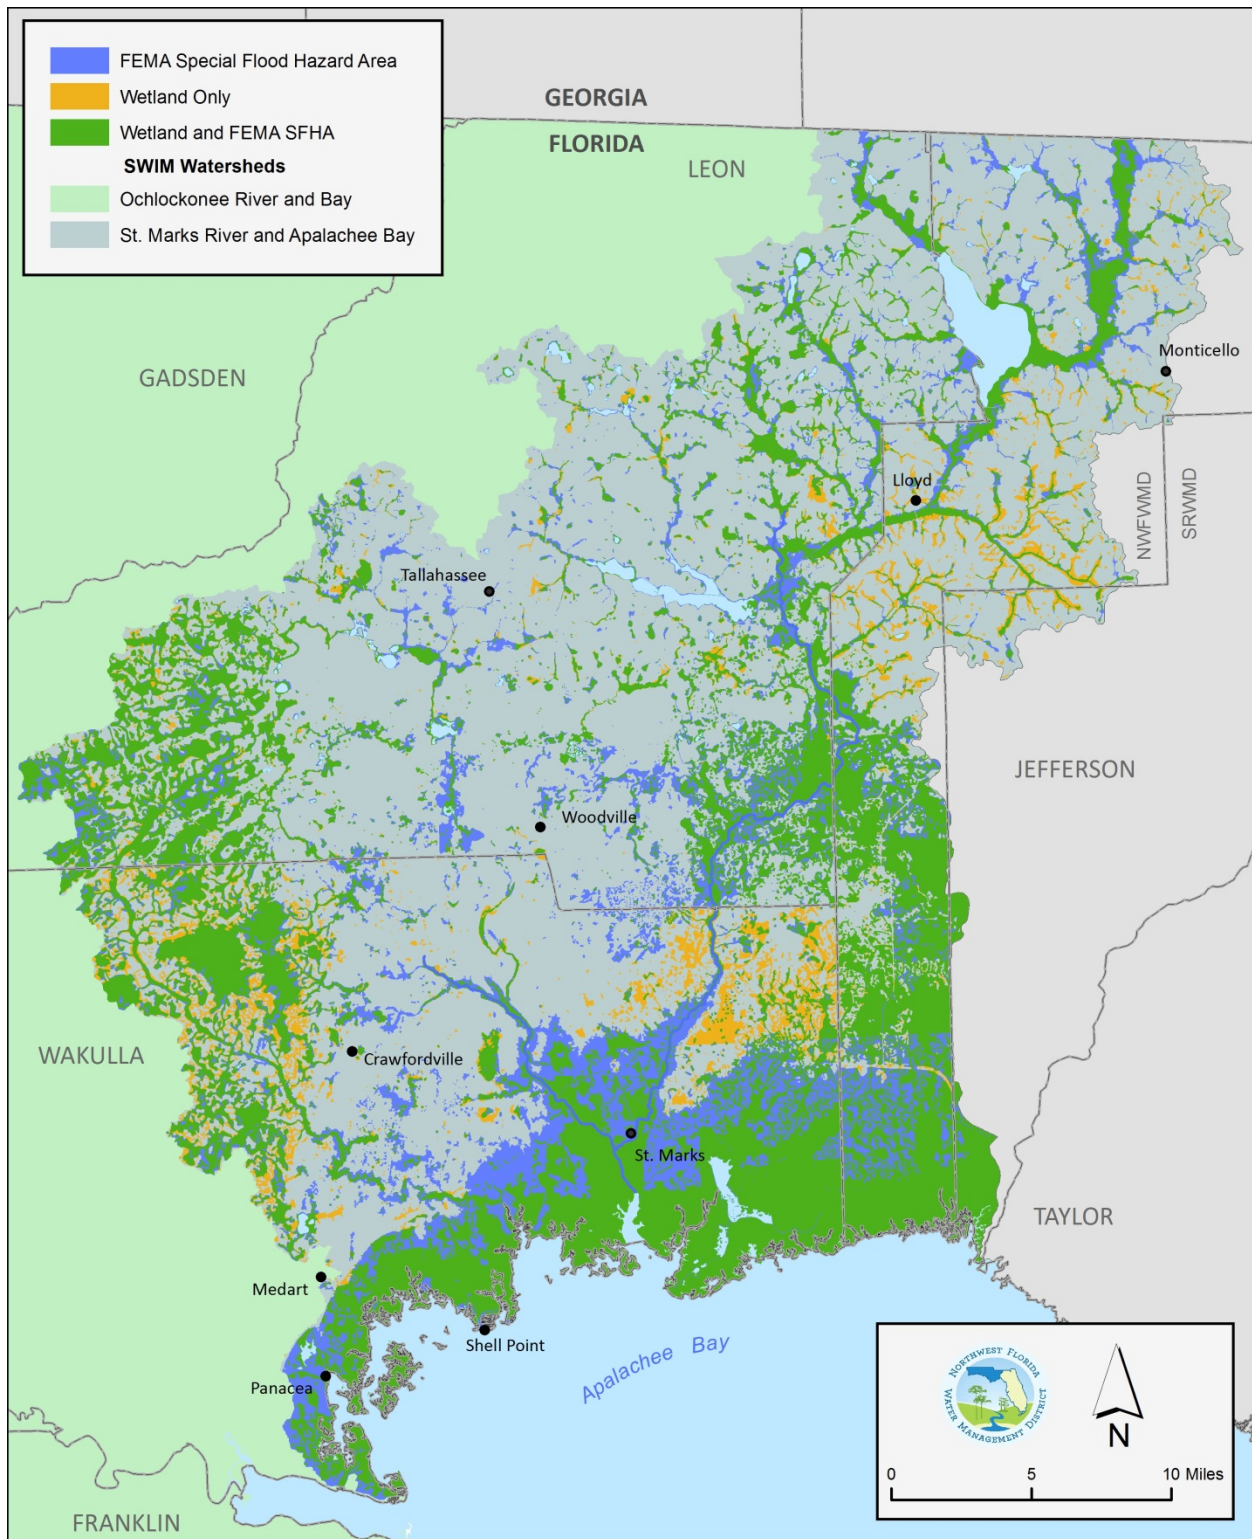 FEMA Special Flood Hazard Area
Wetland Only
Wetland and FEMA SFHA
SWIM Watersheds
Ochlockonee River and Bay
St. Marks River and Apalachee Bay
GEORGIA
FLORIDA
LEON
GADSDEN
Monticello
Lloyd
NWFWMD
SRWMD
Tallahassee
JEFFERSON
Woodville
WAKULLA
Crawfordville
St. Marks
TAYLOR
Medart
Shell Point
Panacea
Apalachee Bay
FRANKLIN
NORTHWEST FLORIDA
WATER MANAGEMENT DISTRICT
N
0 5 10 Miles